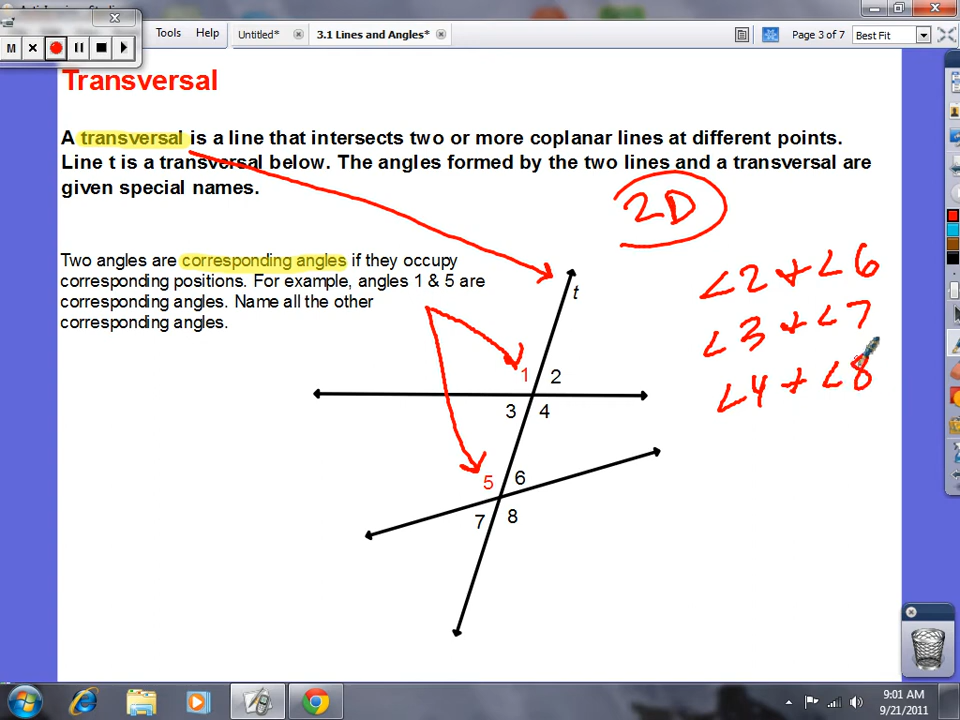 M
Tools Help Untitled* 3.1 Lines and Angles* Page 3 of 7 Best Fit
Transversal
A transversal is a line that intersects two or more coplanar lines at different points.
Line t is a transversal below. The angles formed by the two lines and a transversal are
given special names.
2D
Two angles are corresponding angles if they occupy
corresponding positions. For example, angles 1 & 5 are
corresponding angles. Name all the other
corresponding angles.
∠2 + ∠6
∠3 + ∠7
∠4 + ∠8
t
1 2
3 4
5 6
7 8
9:01 AM
9/21/2011